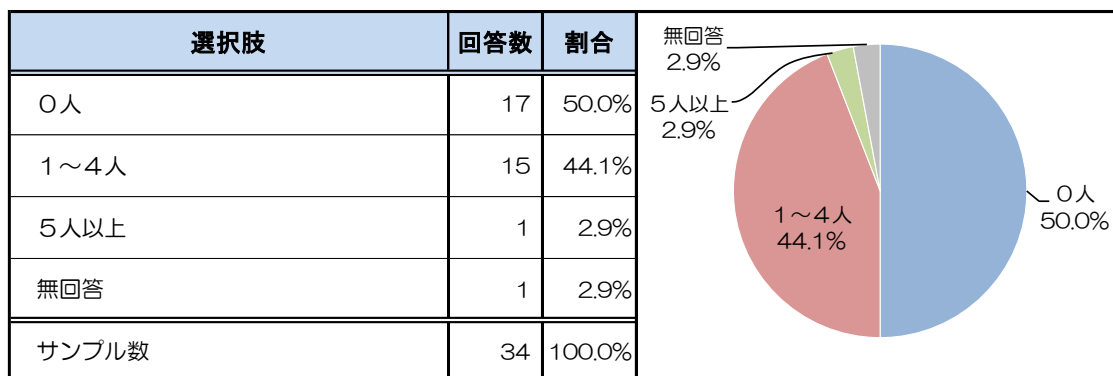 選択肢 回答数 割合
０人 17 50.0%
１～４人 15 44.1%
５人以上 1 2.9%
無回答 1 2.9%
サンプル数 34 100.0%
無回答
2.9%
５人以上
2.9%
１～４人
44.1%
０人
50.0%